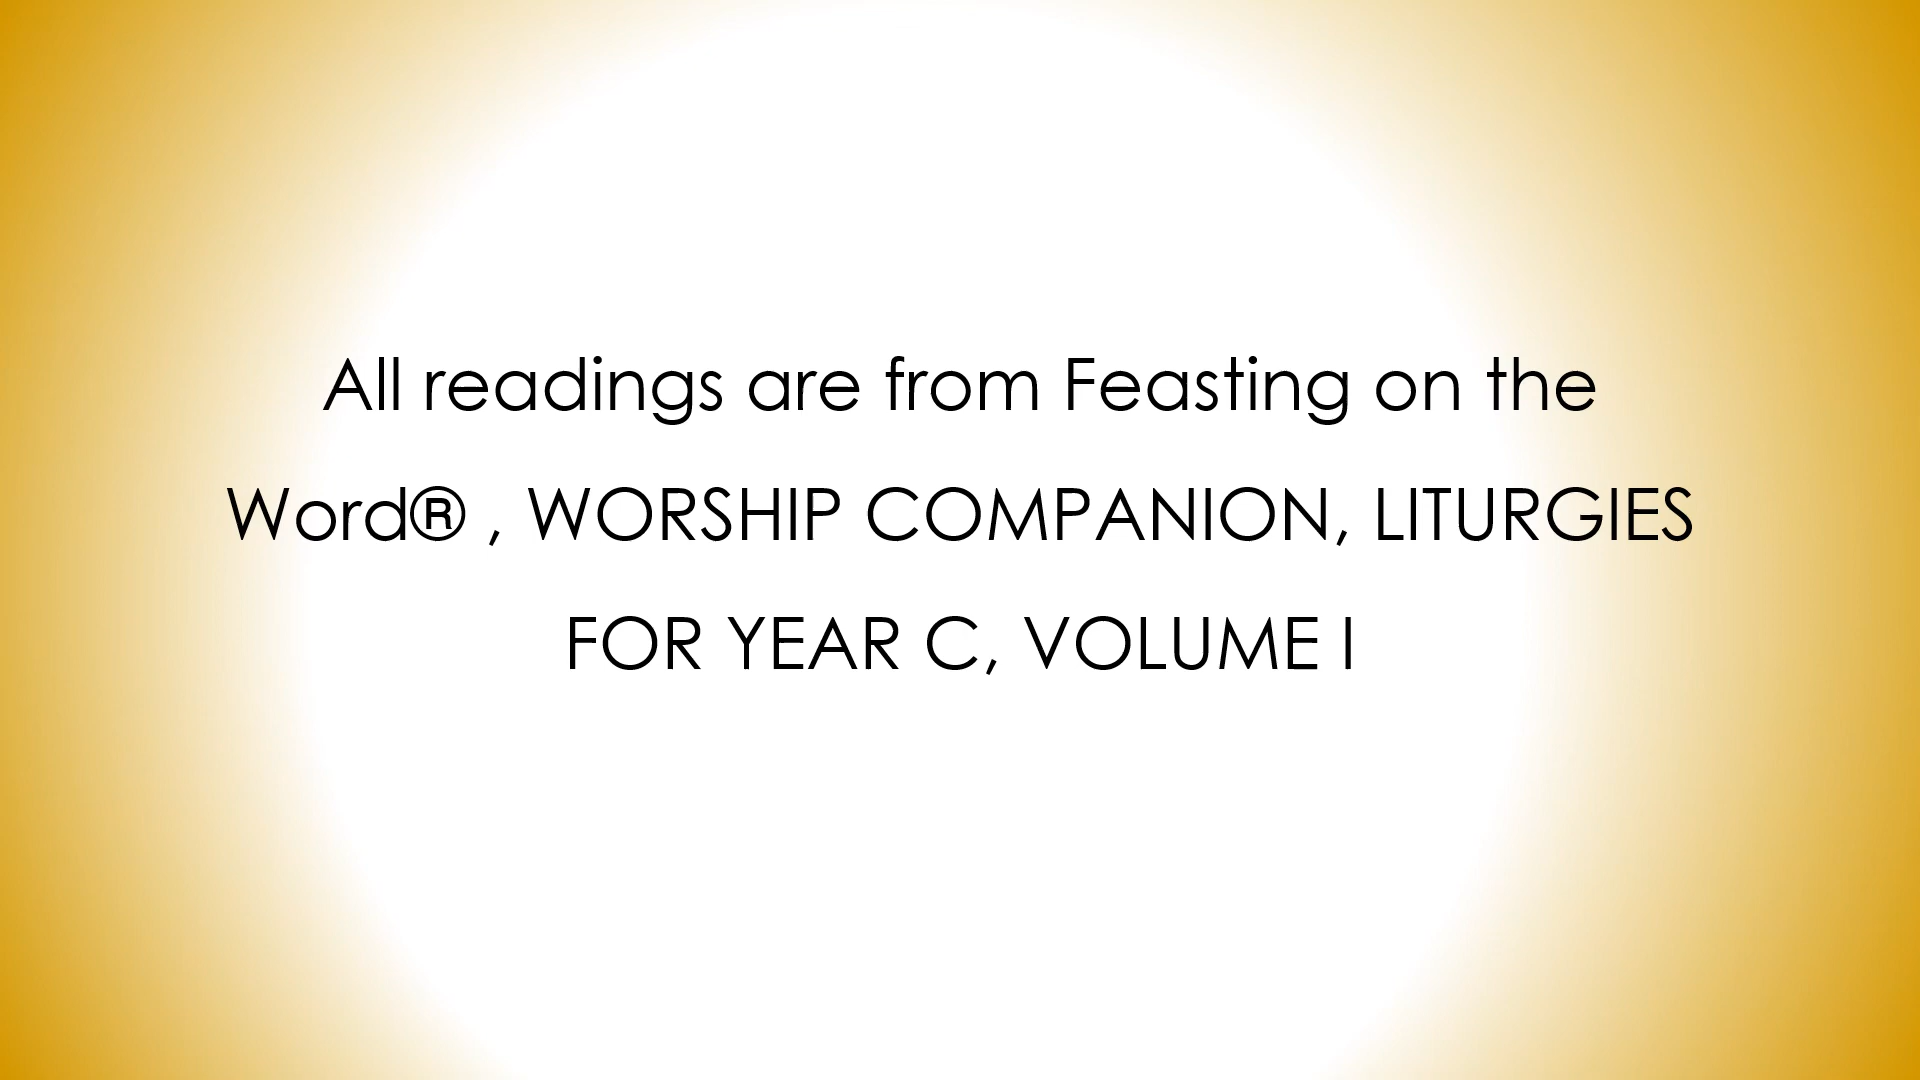 All readings are from Feasting on the
Word® , WORSHIP COMPANION, LITURGIES
FOR YEAR C, VOLUME I